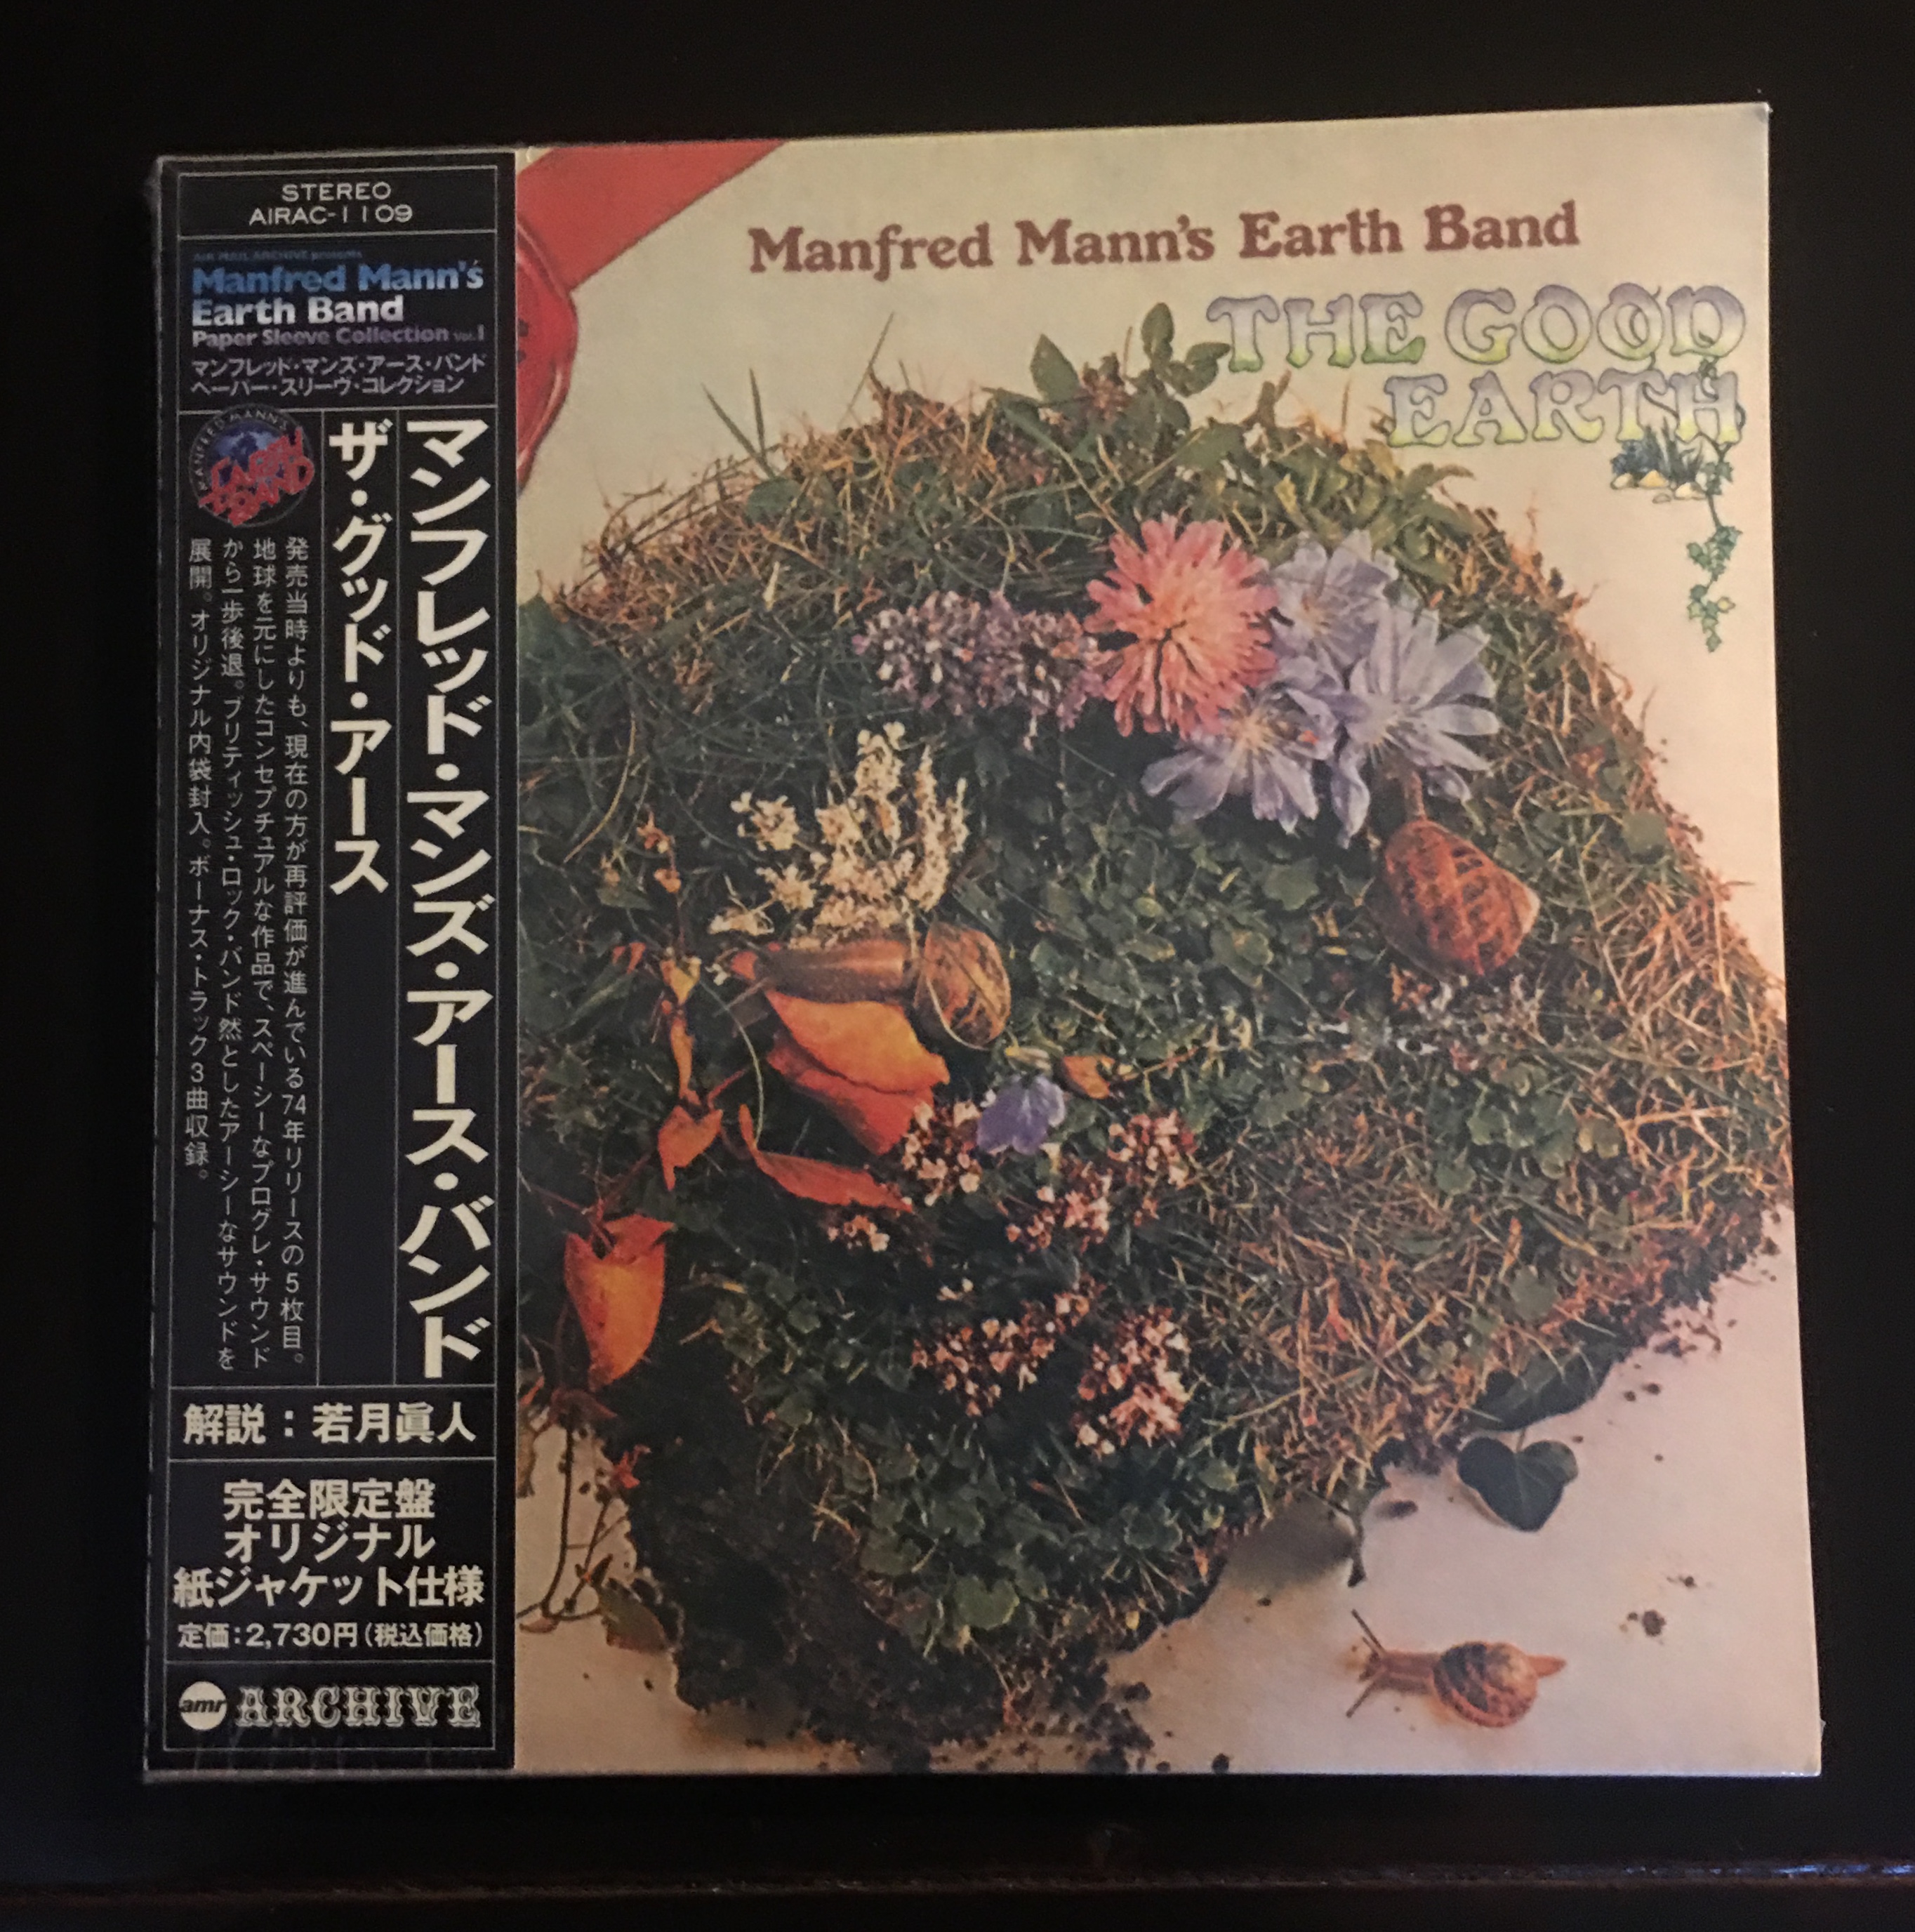 STEREO
AIRAC-1109
AIR MAIL ARCHIVE presents
Manfred Mann's
Earth Band
Paper Sleeve Collection Vol.1
マンフレッド・マンズ・アース・バンド
ペーパー・スリーヴ・コレクション
MANFRED MANN'S
EARTH
BAND
マンフレッド・マンズ・アース・バンド
ザ・グッド・アース
発売当時よりも、現在の方が再評価が進んでいる74年リリースの5枚目。
地球を元にしたコンセプチュアルな作品で、スペーシーなプログレ・サウンド
から一歩後退。ブリティッシュ・ロック・バンド然としたアーシーなサウンドを
展開。オリジナル内袋封入。ボーナス・トラック3曲収録。
解説：若月眞人
完全限定盤
オリジナル
紙ジャケット仕様
定価:2,730円(税込価格)
amr ARCHIVE
Manfred Mann's Earth Band
THE GOOD
EARTH